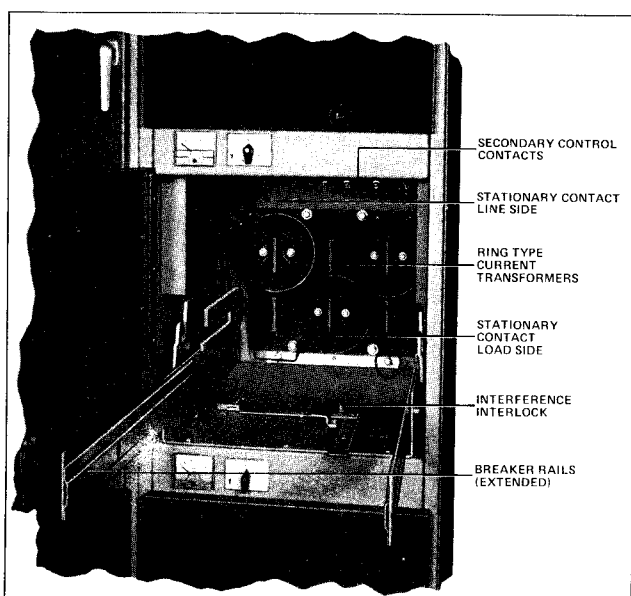 SECONDARY CONTROL
CONTACTS
STATIONARY CONTACT
LINE SIDE
RING TYPE
CURRENT
TRANSFORMERS
STATIONARY
CONTACT
LOAD SIDE
INTERFERENCE
INTERLOCK
BREAKER RAILS
(EXTENDED)